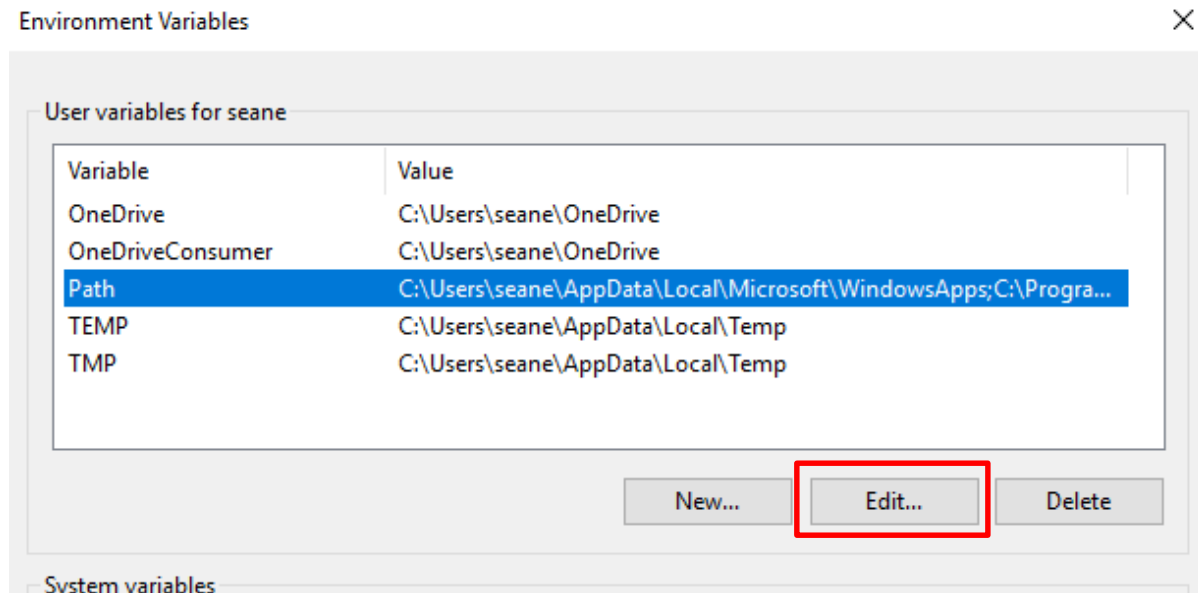 Environment Variables
User variables for seane
Variable Value
OneDrive C:\Users\seane\OneDrive
OneDriveConsumer C:\Users\seane\OneDrive
Path C:\Users\seane\AppData\Local\Microsoft\WindowsApps;C:\Progra...
TEMP C:\Users\seane\AppData\Local\Temp
TMP C:\Users\seane\AppData\Local\Temp
New... Edit... Delete
System variables